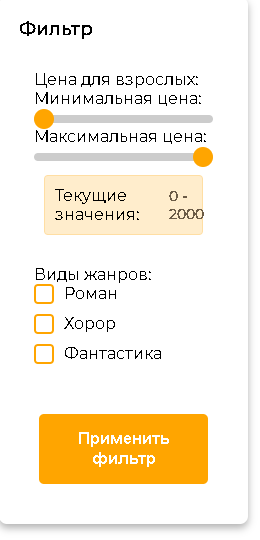 Фильтр
Цена для взрослых:
Минимальная цена:
Максимальная цена:
Текущие 0 -
значения: 2000
Виды жанров:
Роман
Хорор
Фантастика
Применить
фильтр